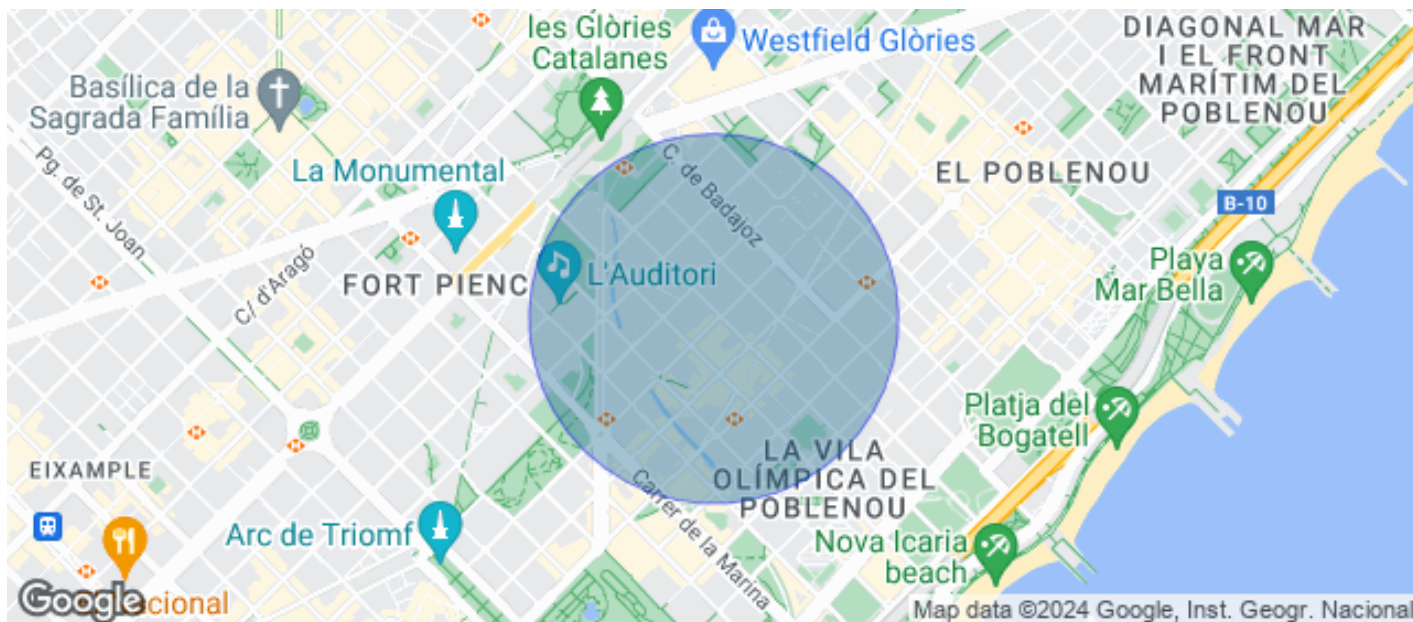 les Glòries
Catalanes
Westfield Glòries
DIAGONAL MAR
I EL FRONT
MARÍTIM DEL
POBLENOU
Basílica de la
Sagrada Família
La Monumental
Pg. de St. Joan
C. de Badajoz
EL POBLENOU
B-10
C/ d'Aragó
FORT PIENC
L'Auditori
Playa
Mar Bella
Platja del
Bogatell
EIXAMPLE
LA VILA
OLÍMPICA DEL
POBLENOU
Arc de Triomf
Carrer de la Marina
Nova Icaria
beach
Google
nacional
Map data ©2024 Google, Inst. Geogr. Nacional